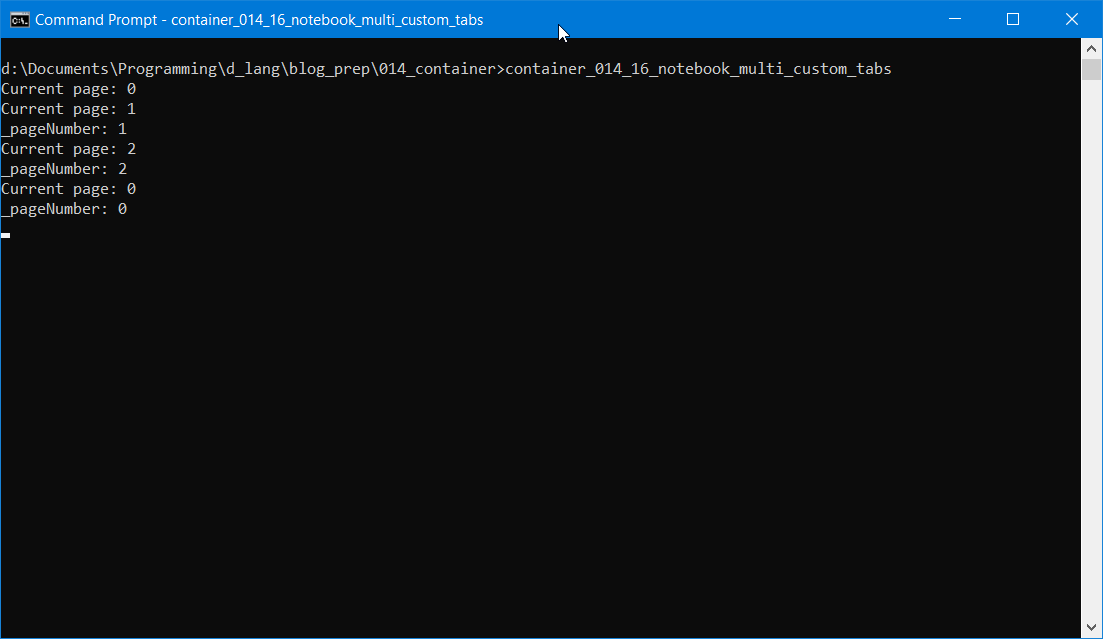 Command Prompt - container_014_16_notebook_multi_custom_tabs
d:\Documents\Programming\d_lang\blog_prep\014_container>container_014_16_notebook_multi_custom_tabs
Current page: 0
Current page: 1
_pageNumber: 1
Current page: 2
_pageNumber: 2
Current page: 0
_pageNumber: 0